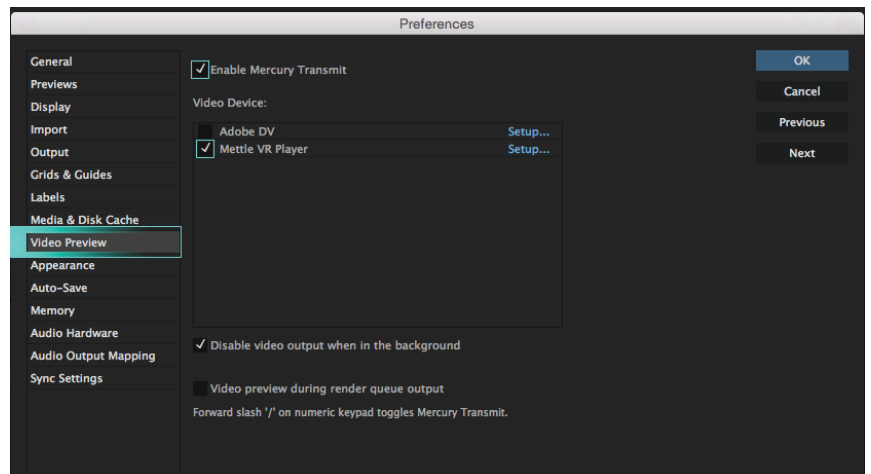 Preferences
General
Previews
Display
Import
Output
Grids & Guides
Labels
Media & Disk Cache
Video Preview
Appearance
Auto-Save
Memory
Audio Hardware
Audio Output Mapping
Sync Settings
Enable Mercury Transmit
Video Device:
Adobe DV Setup...
Mettle VR Player Setup...
Disable video output when in the background
Video preview during render queue output
Forward slash '/' on numeric keypad toggles Mercury Transmit.
OK
Cancel
Previous
Next